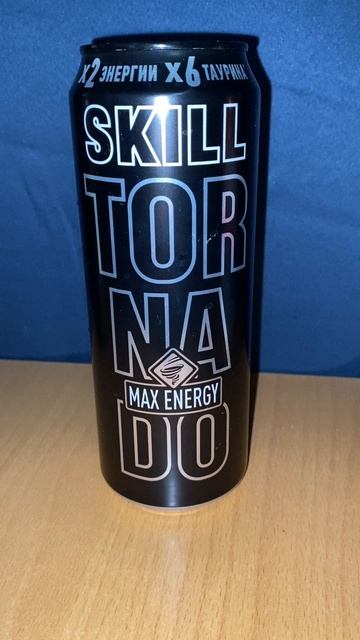 x2 ЭНЕРГИИ x6 ТАУРИНА
SKILL
TOR
NA
MAX ENERGY
DO